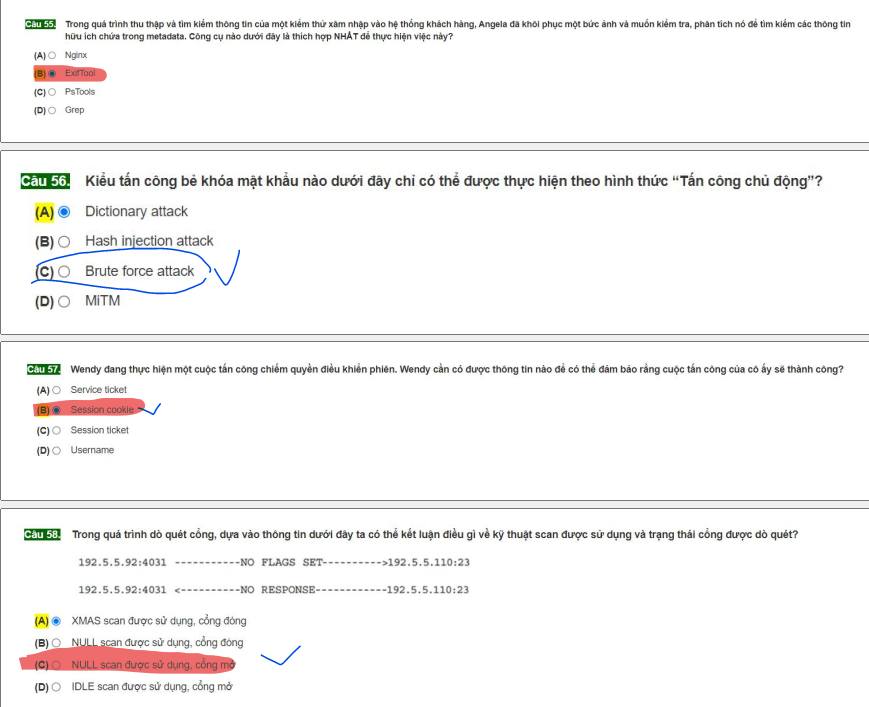 Câu 55. Trong quá trình thu thập và tìm kiếm thông tin của một kiểm thử xâm nhập vào hệ thống khách hàng, Angela đã khôi phục một bức ảnh và muốn kiểm tra, phân tích nó để tìm kiếm các thông tin
hữu ích chứa trong metadata. Công cụ nào dưới đây là thích hợp NHẤT để thực hiện việc này?
(A) Nginx
(B) ExifTool
(C) PsTools
(D) Grep
Câu 56. Kiểu tấn công bẻ khóa mật khẩu nào dưới đây chỉ có thể được thực hiện theo hình thức “Tấn công chủ động”?
(A) Dictionary attack
(B) Hash injection attack
(C) Brute force attack
(D) MiTM
Câu 57. Wendy đang thực hiện một cuộc tấn công chiếm quyền điều khiển phiên. Wendy cần có được thông tin nào để có thể đảm bảo rằng cuộc tấn công của cô ấy sẽ thành công?
(A) Service ticket
(B) Session cookie
(C) Session ticket
(D) Username
Câu 58. Trong quá trình dò quét cổng, dựa vào thông tin dưới đây ta có thể kết luận điều gì về kỹ thuật scan được sử dụng và trạng thái cổng được dò quét?
192.5.5.92:4031 -----------NO FLAGS SET---------->192.5.5.110:23
192.5.5.92:4031 <----------NO RESPONSE------------192.5.5.110:23
(A) XMAS scan được sử dụng, cổng đóng
(B) NULL scan được sử dụng, cổng đóng
(C) NULL scan được sử dụng, cổng mở
(D) IDLE scan được sử dụng, cổng mở